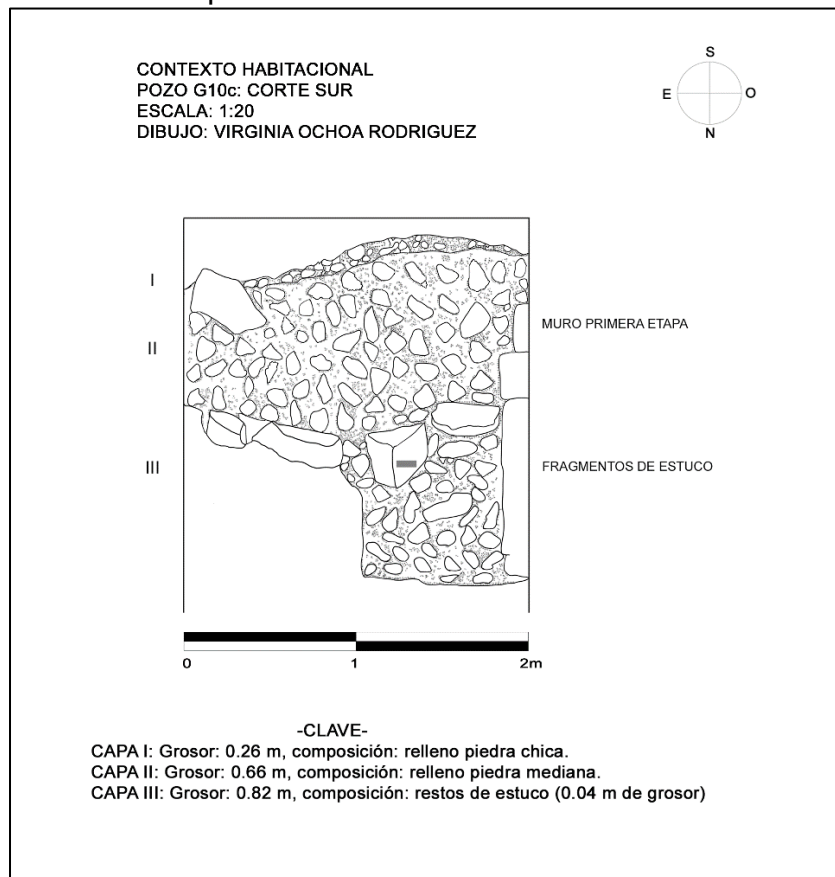 CONTEXTO HABITACIONAL
POZO G10c: CORTE SUR
ESCALA: 1:20
DIBUJO: VIRGINIA OCHOA RODRIGUEZ
S
E O
N
I
MURO PRIMERA ETAPA
II
III
FRAGMENTOS DE ESTUCO
0 1 2m
-CLAVE-
CAPA I: Grosor: 0.26 m, composición: relleno piedra chica.
CAPA II: Grosor: 0.66 m, composición: relleno piedra mediana.
CAPA III: Grosor: 0.82 m, composición: restos de estuco (0.04 m de grosor)